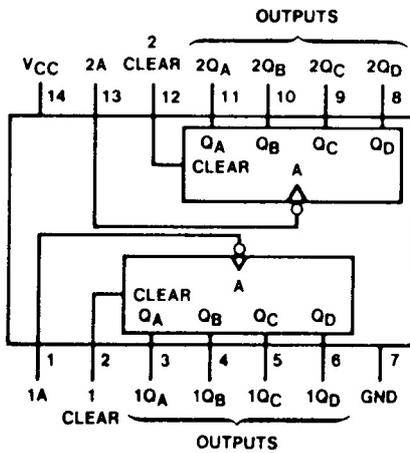 OUTPUTS
2
VCC 2A CLEAR 2QA 2QB 2QC 2QD
14 13 12 11 10 9 8
QA QB QC QD
CLEAR A
A
CLEAR
QA QB QC QD
1 2 3 4 5 6 7
1A 1 1QA 1QB 1QC 1QD GND
CLEAR
OUTPUTS